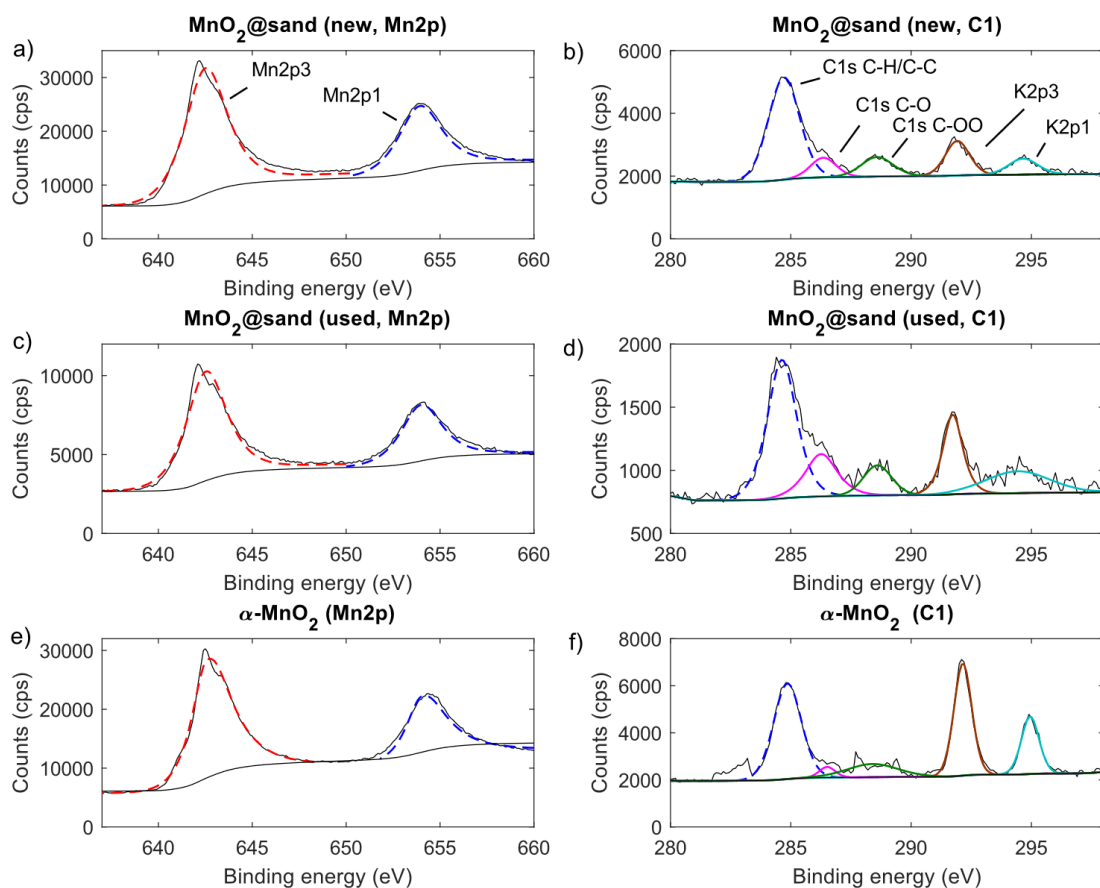 a)
MnO2@sand (new, Mn2p)
Counts (cps)
30000
20000
10000
0
Mn2p3
Mn2p1
640
645
650
655
660
Binding energy (eV)
b)
MnO2@sand (new, C1)
Counts (cps)
6000
4000
2000
0
C1s C-H/C-C
C1s C-O
C1s C-OO
K2p3
K2p1
280
285
290
295
Binding energy (eV)
c)
MnO2@sand (used, Mn2p)
Counts (cps)
10000
5000
0
640
645
650
655
660
Binding energy (eV)
d)
MnO2@sand (used, C1)
Counts (cps)
2000
1500
1000
500
280
285
290
295
Binding energy (eV)
e)
α-MnO2 (Mn2p)
Counts (cps)
30000
20000
10000
0
640
645
650
655
660
Binding energy (eV)
f)
α-MnO2 (C1)
Counts (cps)
8000
6000
4000
2000
0
280
285
290
295
Binding energy (eV)